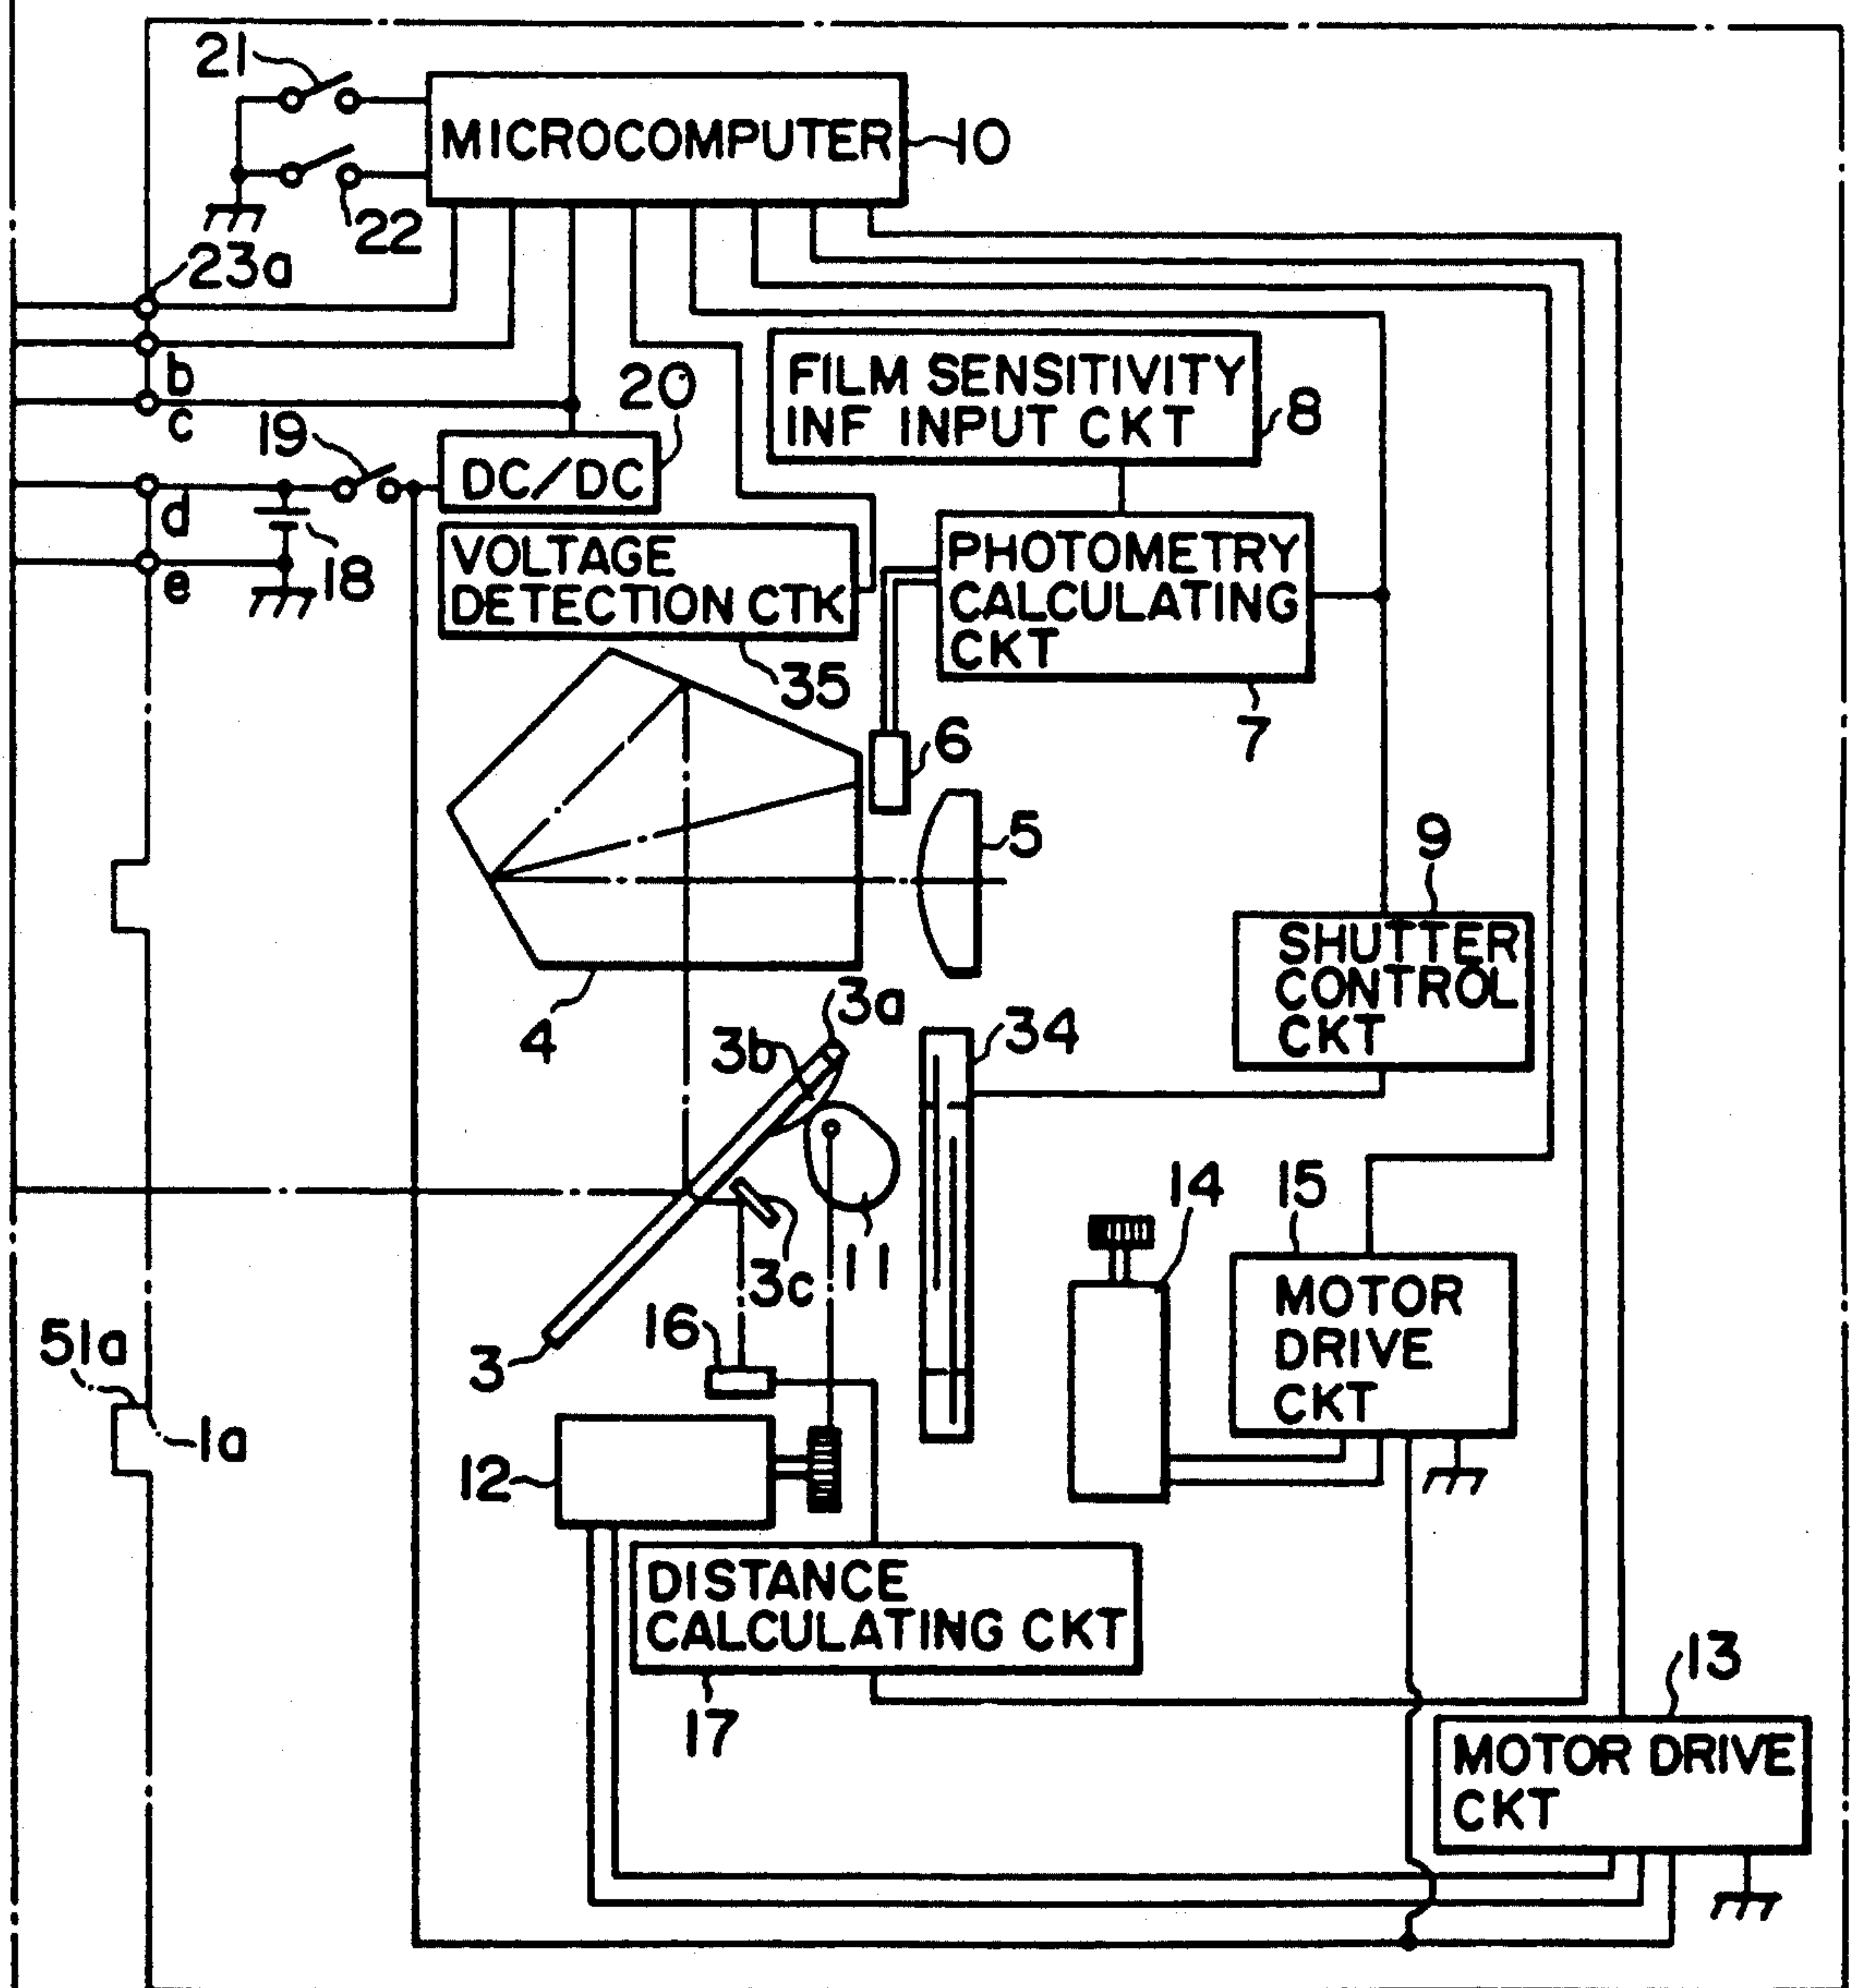 21
MICROCOMPUTER
10
22
23a
b
c
20
FILM SENSITIVITY
INF INPUT CKT
8
19
DC/DC
d
18
e
VOLTAGE
DETECTION CTK
35
PHOTOMETRY
CALCULATING
CKT
7
6
5
9
SHUTTER
CONTROL
CKT
4
3a
3b
34
14
15
3c
11
MOTOR
DRIVE
CKT
51a
3
16
1a
12
DISTANCE
CALCULATING CKT
17
13
MOTOR DRIVE
CKT